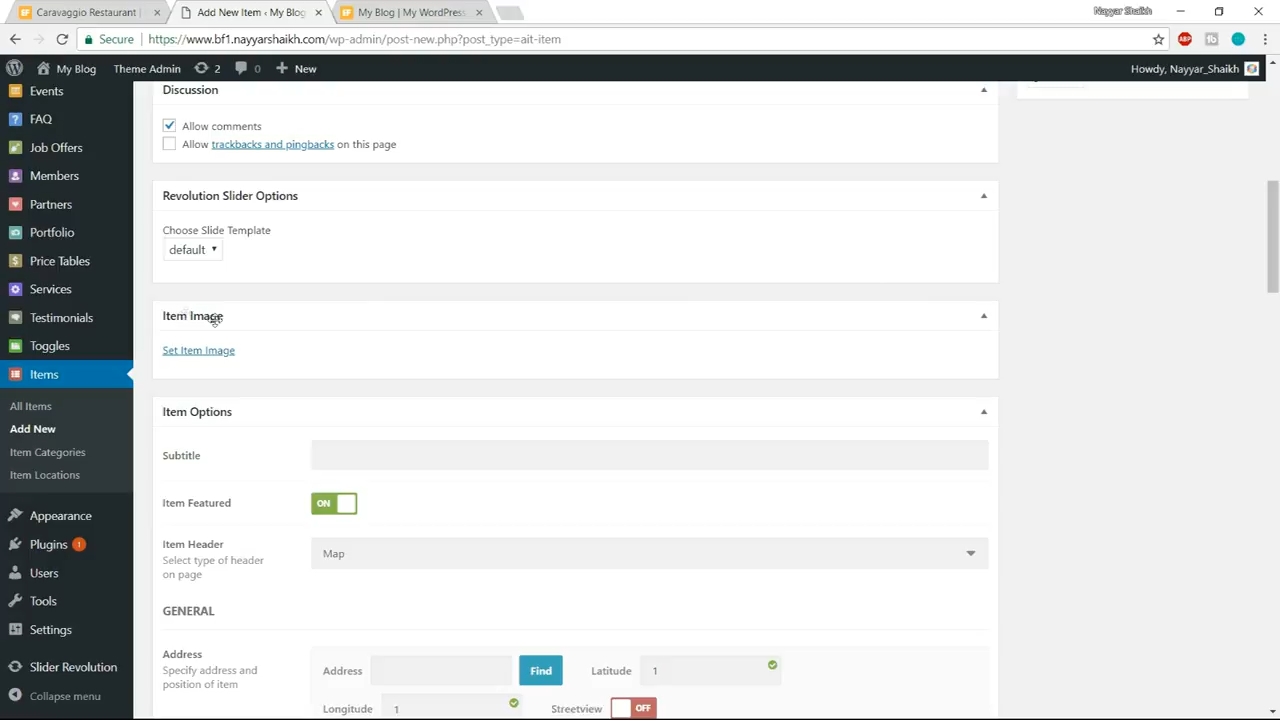 Caravaggio Restaurant |
Add New Item ‹ My Blog
My Blog | My WordPress
Nayyar Shaikh
Secure
https://www.bf1.nayyarshaikh.com/wp-admin/post-new.php?post_type=ait-item
My Blog
Theme Admin
2
0
New
Howdy, Nayyar_Shaikh
Events
FAQ
Job Offers
Members
Partners
Portfolio
Price Tables
Services
Testimonials
Toggles
Items
All Items
Add New
Item Categories
Item Locations
Appearance
Plugins 1
Users
Tools
Settings
Slider Revolution
Collapse menu
Discussion
Allow comments
Allow trackbacks and pingbacks on this page
Revolution Slider Options
Choose Slide Template
default
Item Image
Set Item Image
Item Options
Subtitle
Item Featured
ON
Item Header
Select type of header
on page
Map
GENERAL
Address
Specify address and
position of item
Address
Find
Latitude
1
Longitude
1
Streetview
OFF